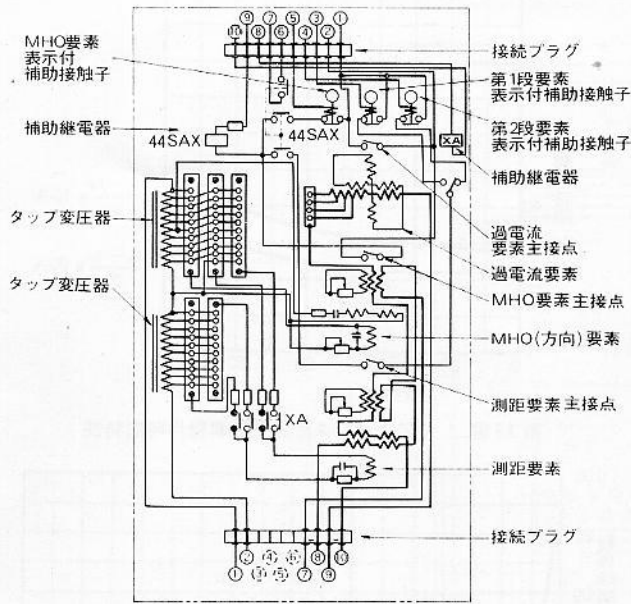 ⑨ ⑦ ⑤ ③ ①
⑩ ⑧ ⑥ ④ ②
接続プラグ
MHO要素
表示付
補助接触子
第1段要素
表示付補助接触子
第2段要素
表示付補助接触子
補助継電器
44SAX
44SAX
XA
補助継電器
タップ変圧器
過電流
要素主接点
過電流要素
MHO要素主接点
タップ変圧器
MHO(方向)要素
測距要素主接点
XA
測距要素
接続プラグ
② ④ ⑥ ⑧ ⑩
① ③ ⑤ ⑦ ⑨